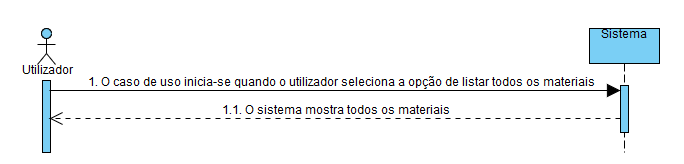 Sistema
Utilizador
1. O caso de uso inicia-se quando o utilizador seleciona a opção de listar todos os materiais
1.1. O sistema mostra todos os materiais